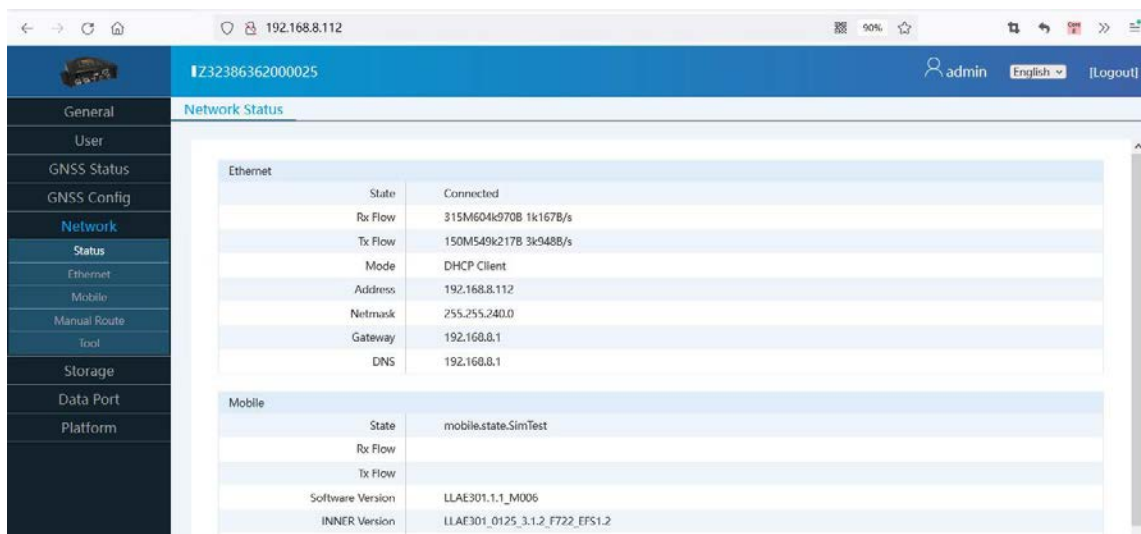 192.168.8.112
90%
IZ32386362000025
admin
English
[Logout]
General
User
GNSS Status
GNSS Config
Network
Status
Ethernet
Mobile
Manual Route
Tool
Storage
Data Port
Platform
Network Status
Ethernet
State Connected
Rx Flow 315M604k970B 1k167B/s
Tx Flow 150M549k217B 3k948B/s
Mode DHCP Client
Address 192.168.8.112
Netmask 255.255.240.0
Gateway 192.168.8.1
DNS 192.168.8.1
Mobile
State mobile.state.SimTest
Rx Flow
Tx Flow
Software Version LLAE301.1.1_M006
INNER Version LLAE301_0125_3.1.2_F722_EFS1.2